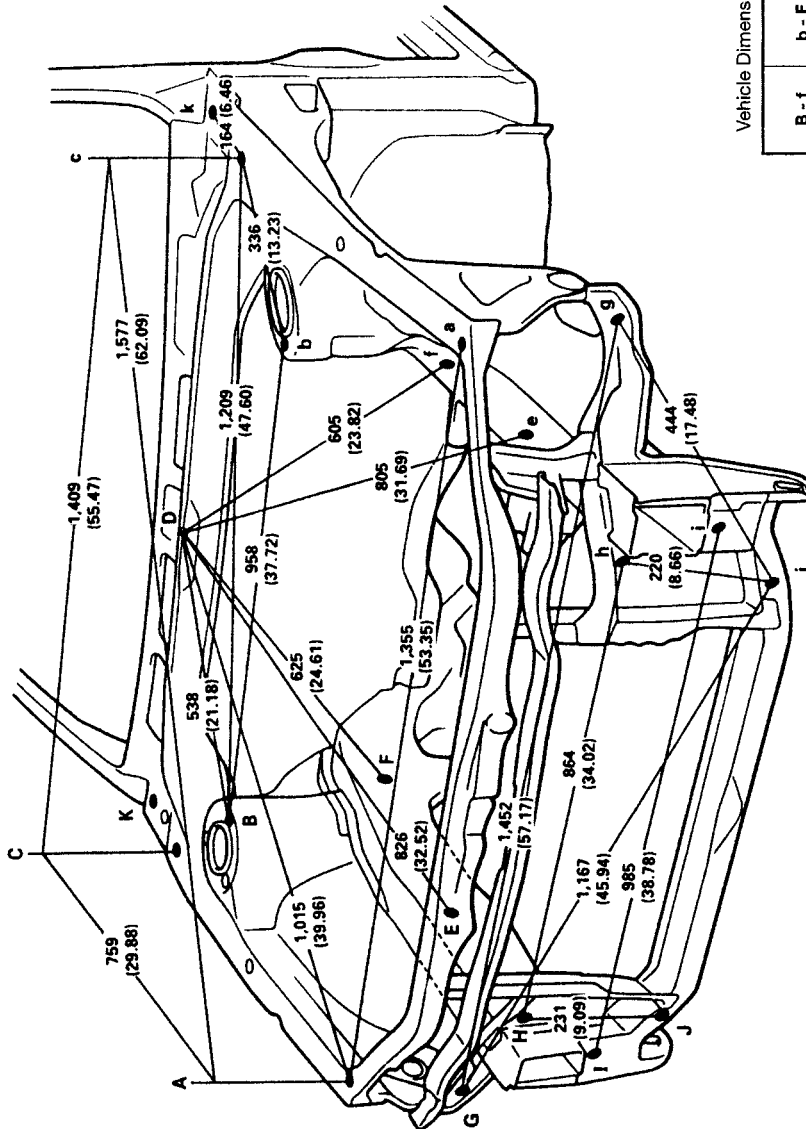 C
c
1,409
(55.47)
1,577
(62.09)
k
164 (6.46)
K
759
(29.88)
D
336
(13.23)
1,209
(47.60)
b
958
(37.72)
605
(23.82)
f
a
A
538
(21.18)
B
625
(24.61)
805
(31.69)
e
g
F
1,355
(53.35)
1,015
(39.96)
826
(32.52)
E
1,452
(57.17)
864
(34.02)
h
444
(17.48)
220
(8.66)
i
G
H
231
(9.09)
I
J
1,167
(45.94)
985
(38.78)
Vehicle Dimens
B - f